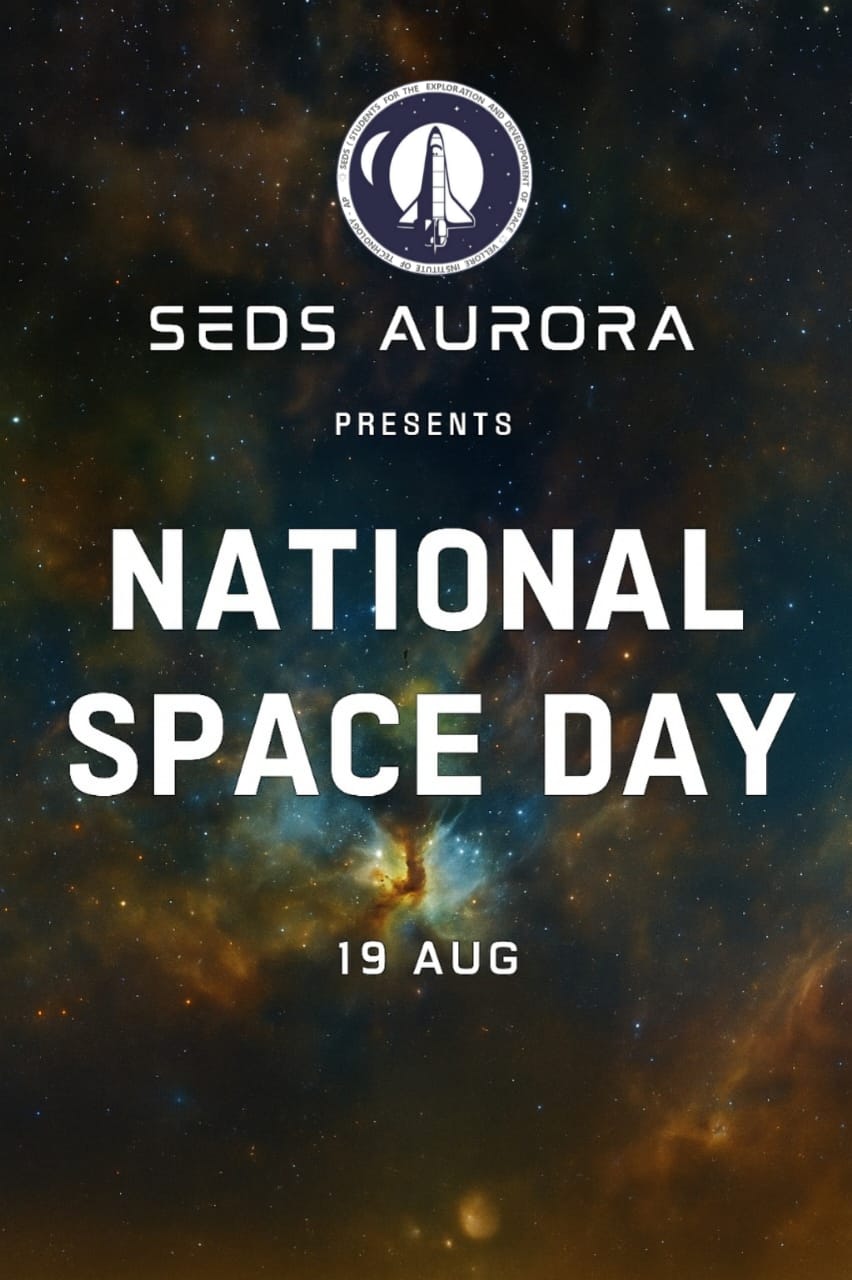 SEDS ( STUDENTS FOR THE EXPLORATION AND DEVELOPOMENT OF SPACE : VELLORE INSTITUTE OF TECHNOLOGY - AP
SEDS AURORA
PRESENTS
NATIONAL
SPACE DAY
19 AUG